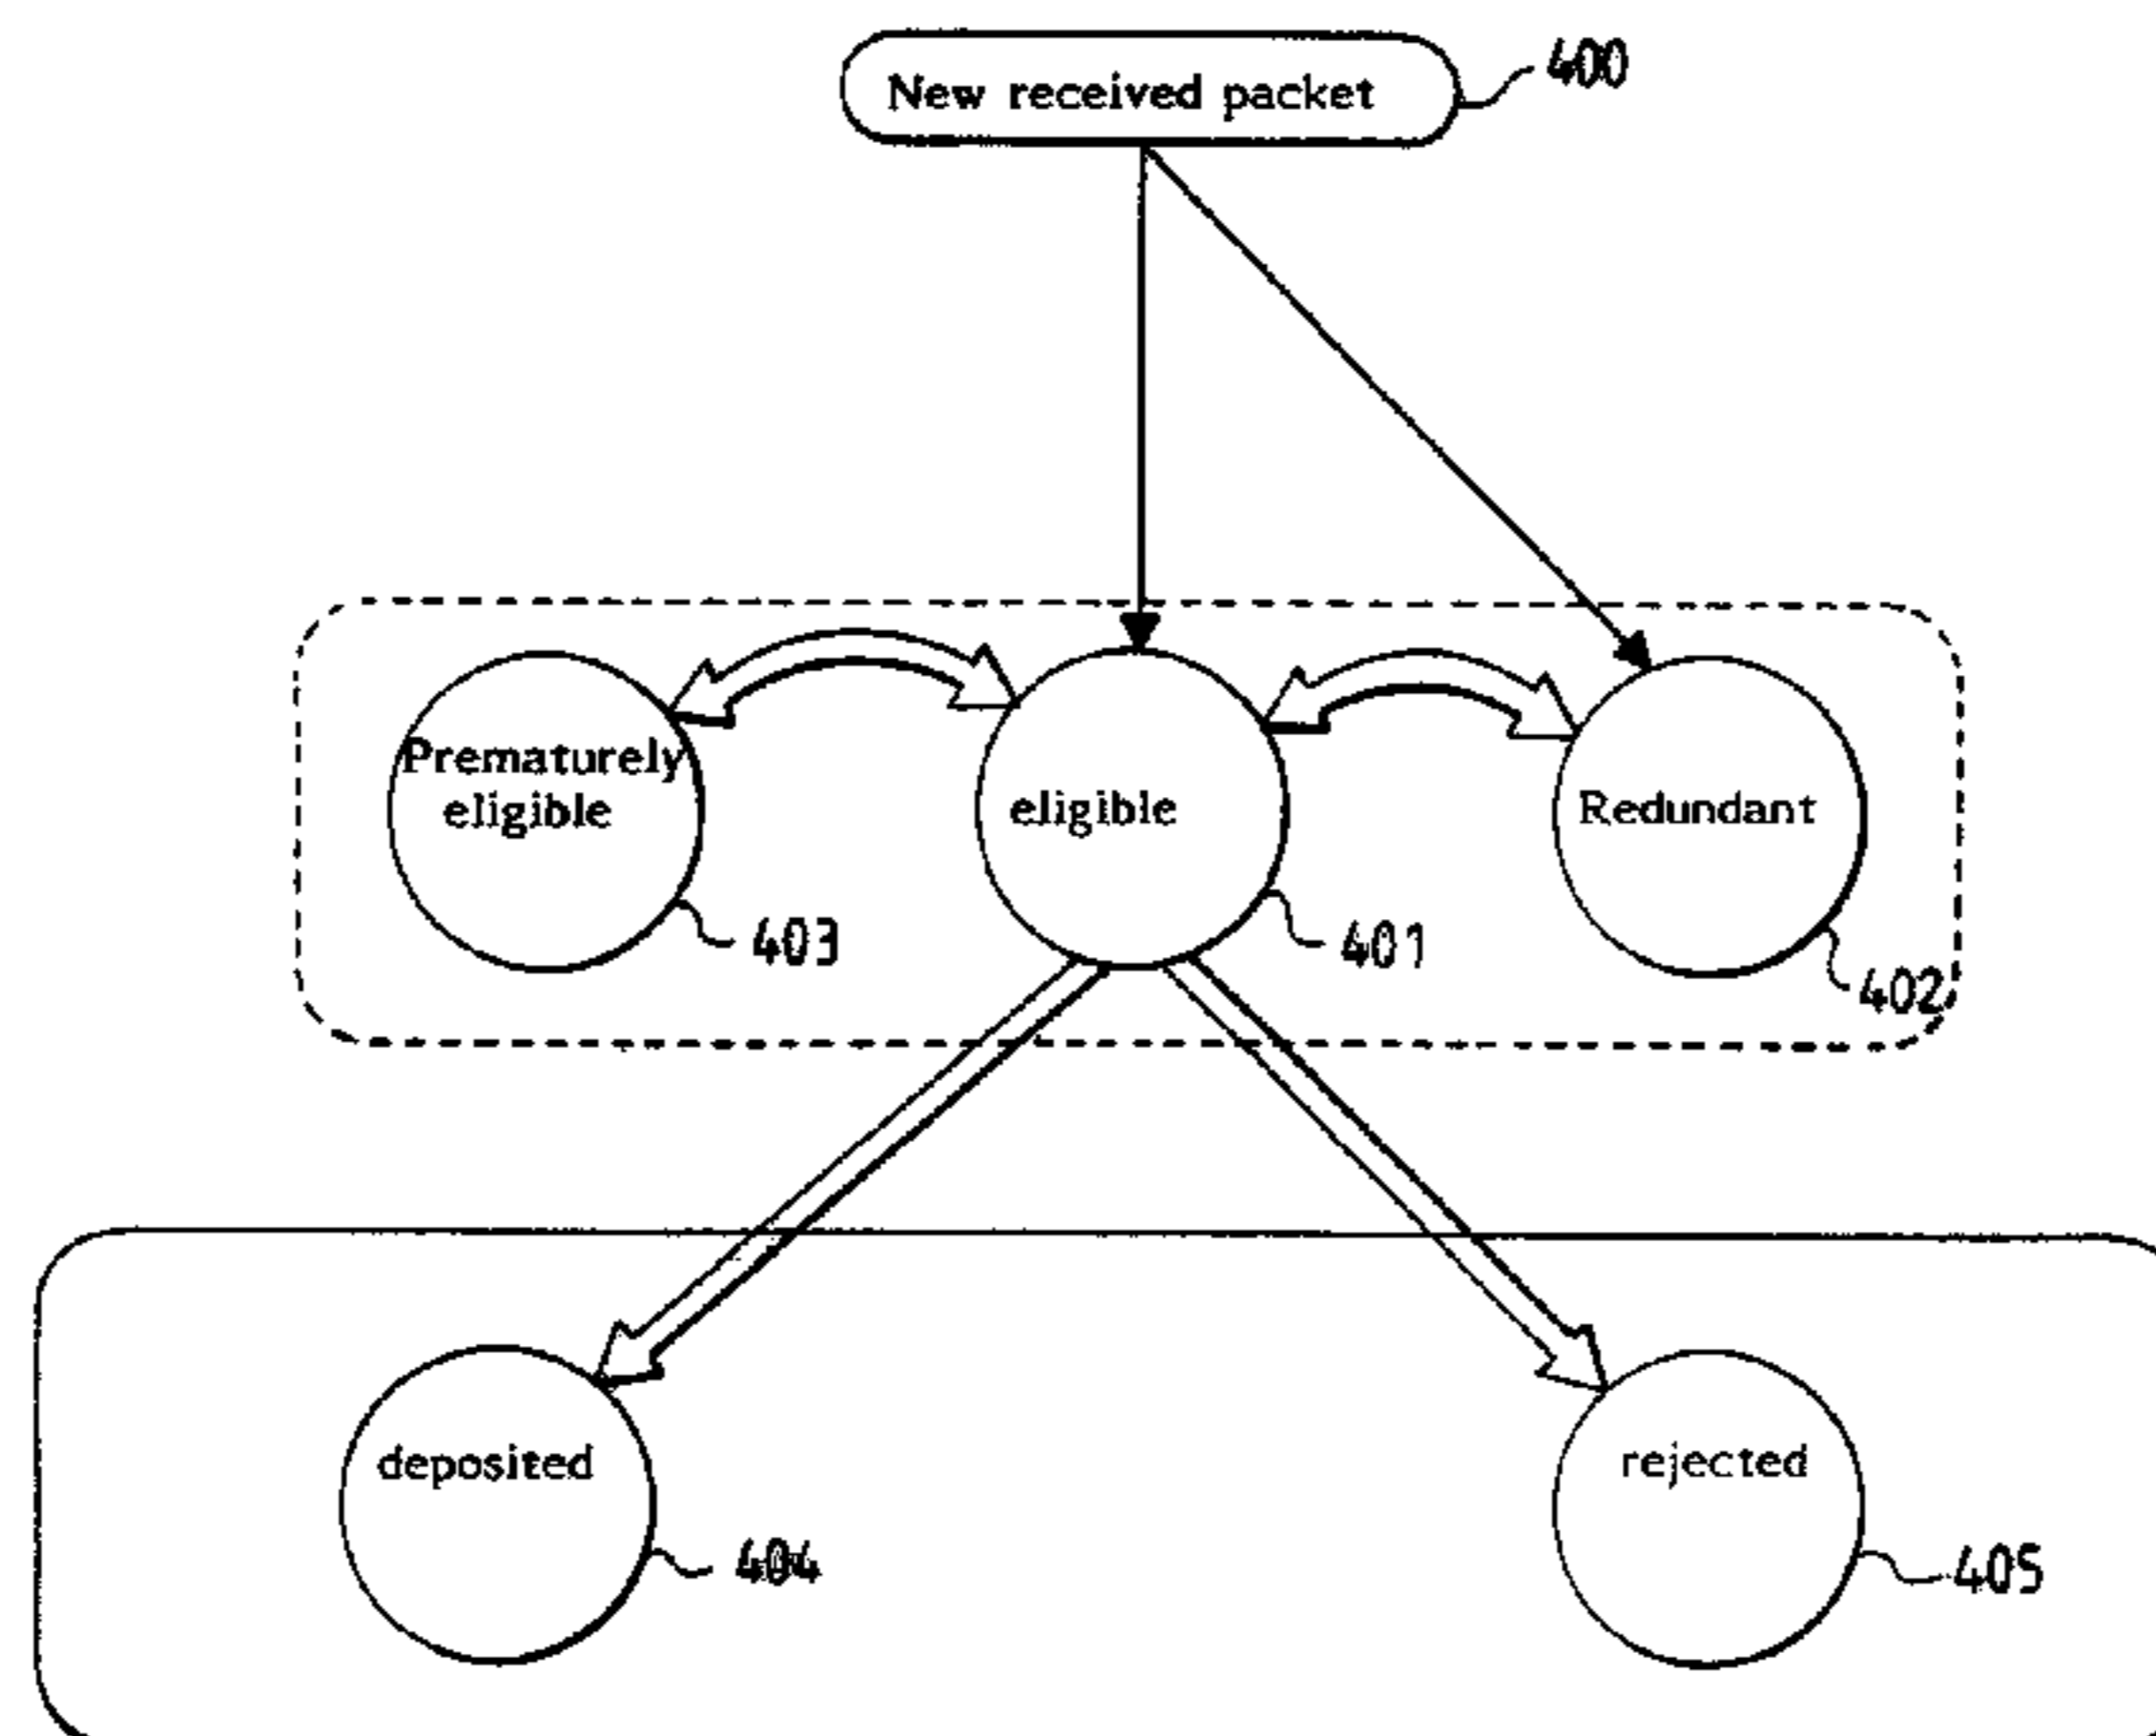 New received packet
400
Prematurely
eligible
eligible
Redundant
403
401
402
deposited
rejected
404
405